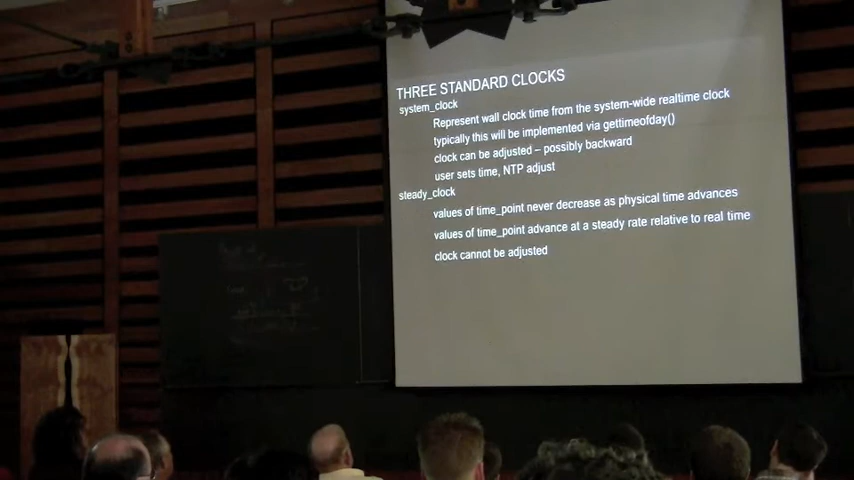 THREE STANDARD CLOCKS
system_clock
Represent wall clock time from the system-wide realtime clock
typically this will be implemented via gettimeofday()
clock can be adjusted – possibly backward
user sets time, NTP adjust
steady_clock
values of time_point never decrease as physical time advances
values of time_point advance at a steady rate relative to real time
clock cannot be adjusted